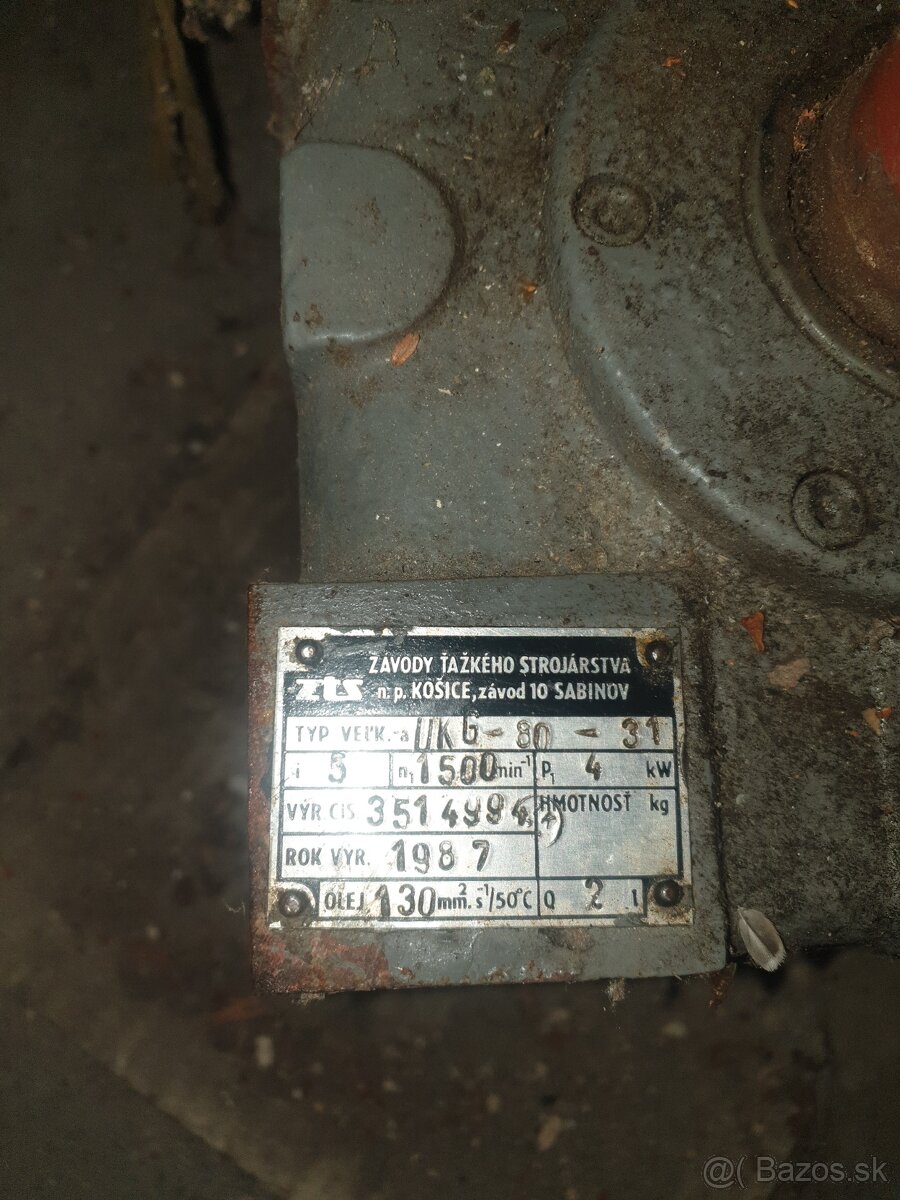 ZÁVODY ŤAŽKÉHO STROJÁRSTVA
zts n. p. KOŠICE, závod 10 SABINOV
TYP VEĽK.-a UKG-80-31
i 5 n₁ 1500 min⁻¹ P₁ 4 kW
VÝR. ČÍS 3514994 HMOTNOSŤ kg
ROK VÝR. 1987
OLEJ 130 mm².s⁻¹/50°C Q 2 l
@( Bazos.sk